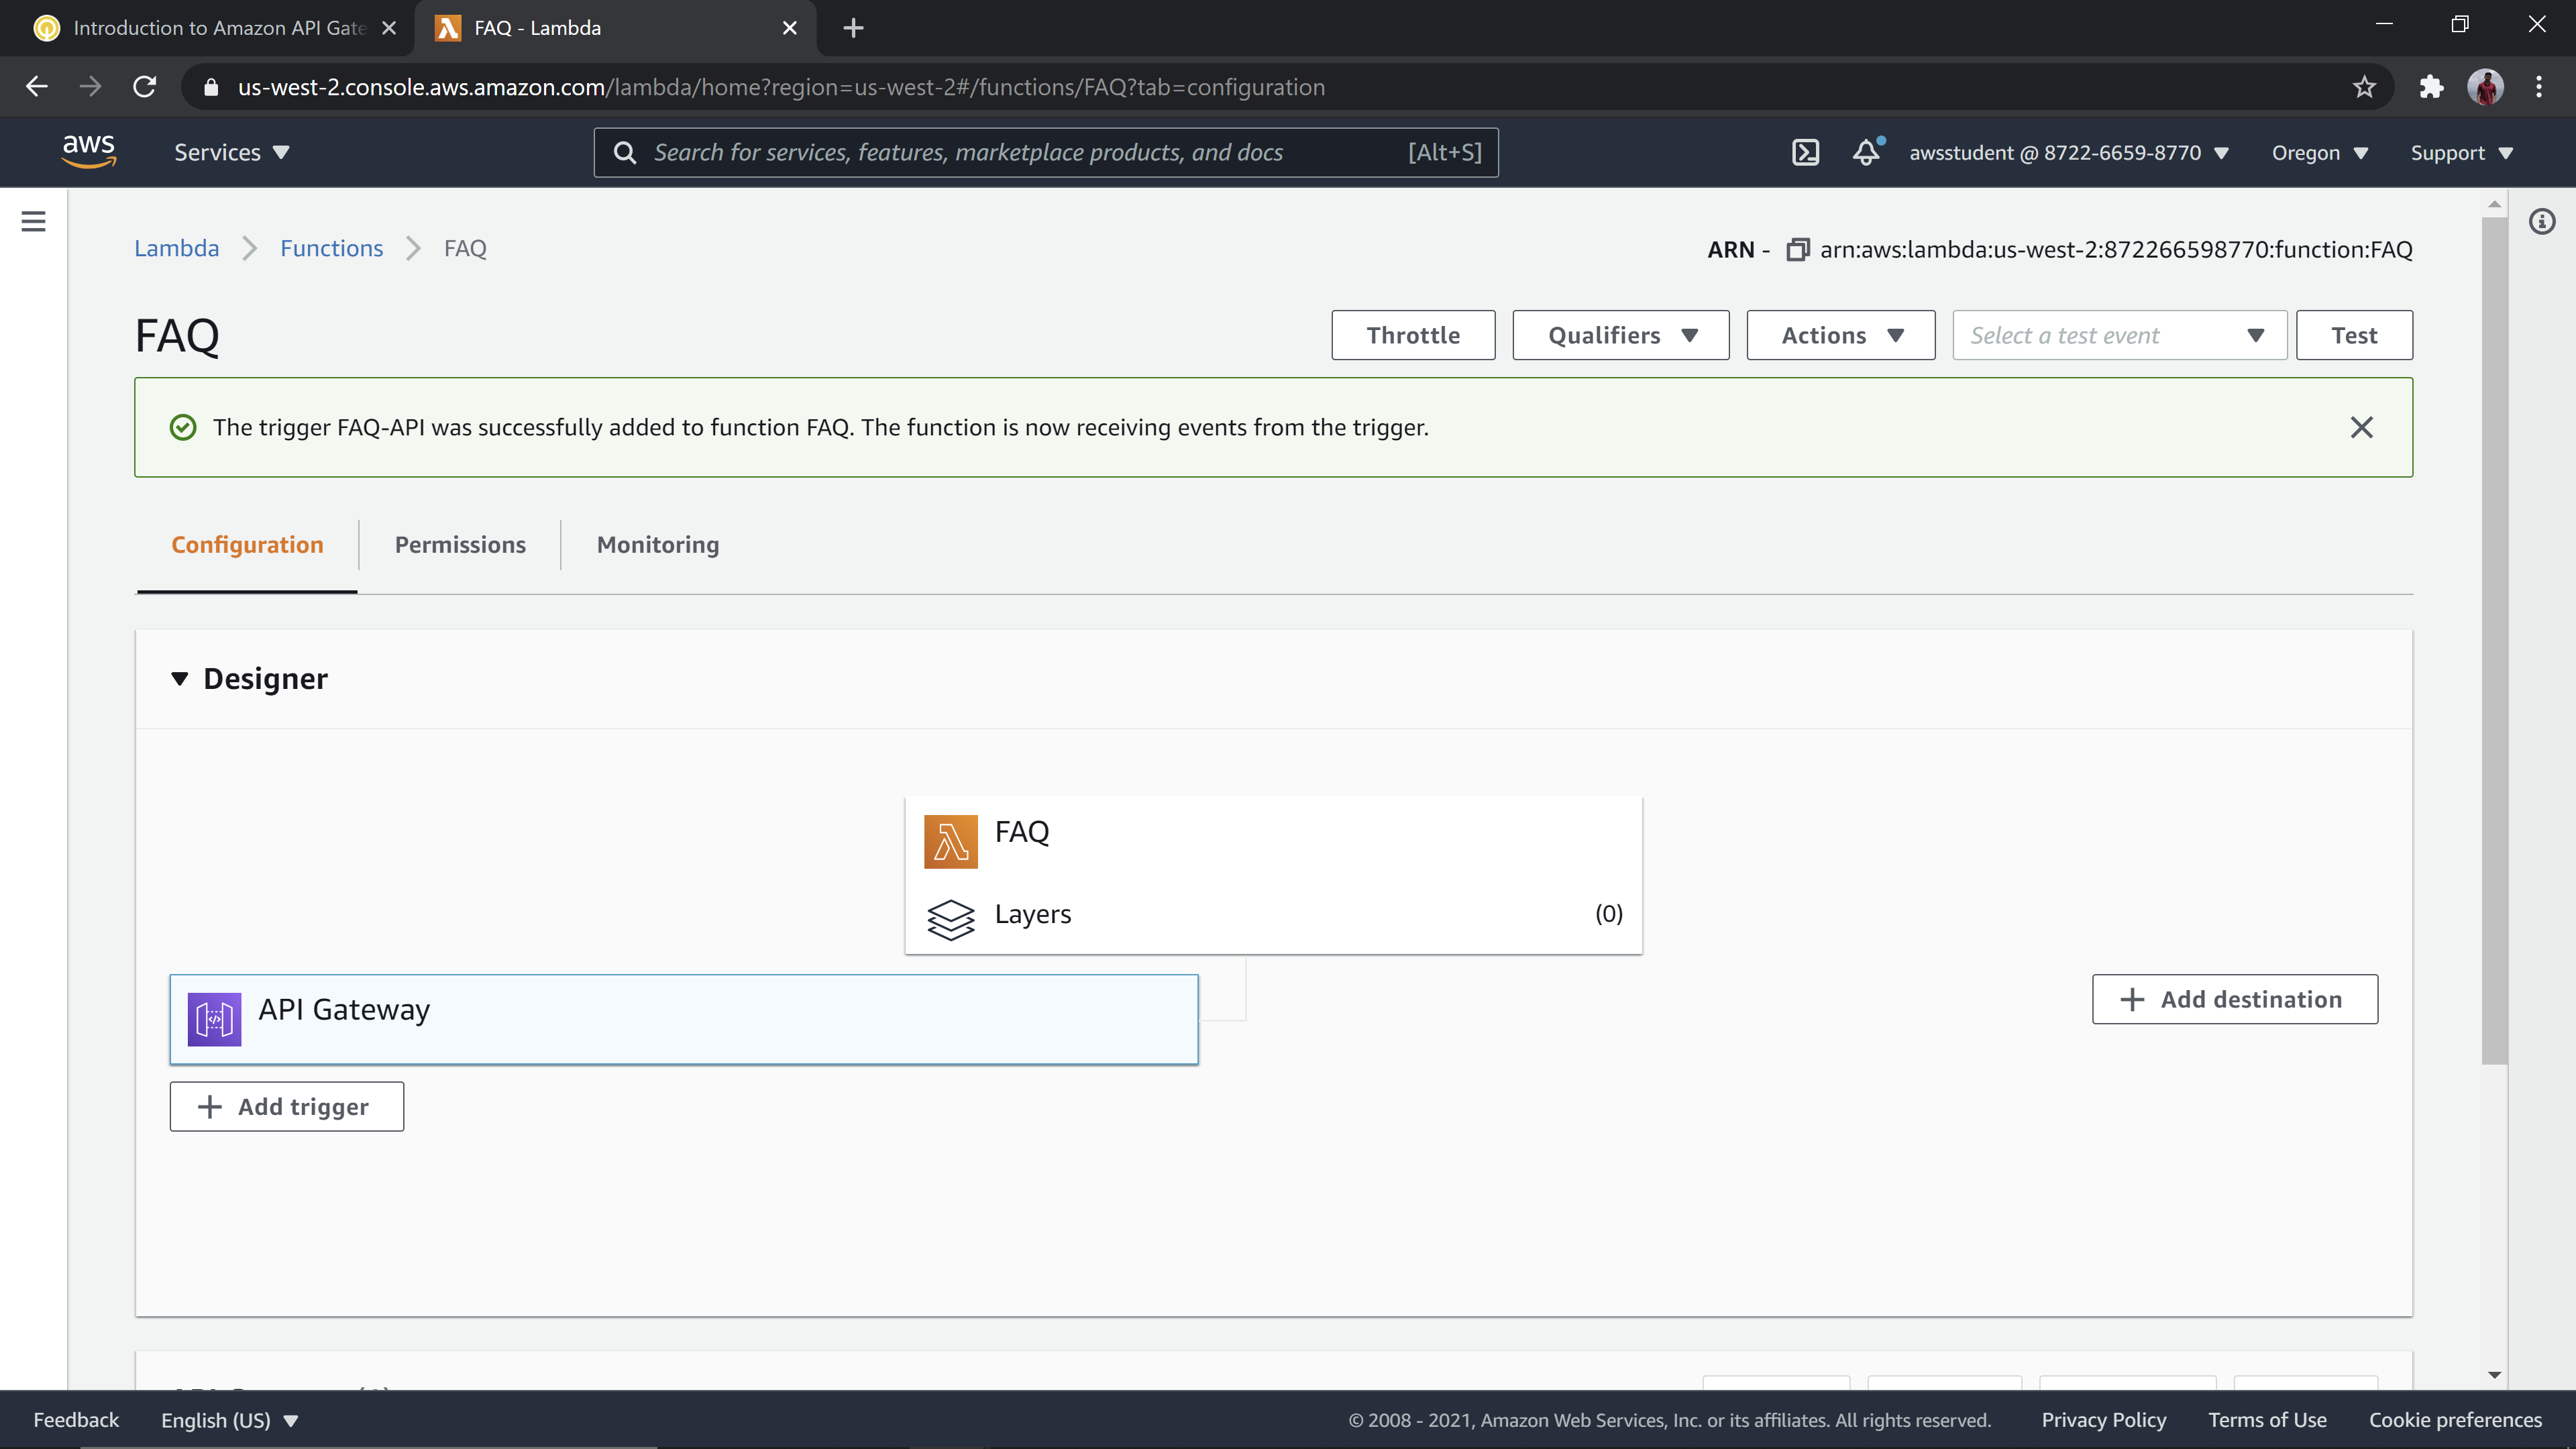 Introduction to Amazon API Gate
FAQ - Lambda
us-west-2.console.aws.amazon.com/lambda/home?region=us-west-2#/functions/FAQ?tab=configuration
aws
Services
Search for services, features, marketplace products, and docs
[Alt+S]
awsstudent @ 8722-6659-8770
Oregon
Support
Lambda
Functions
FAQ
ARN - arn:aws:lambda:us-west-2:872266598770:function:FAQ
FAQ
Throttle
Qualifiers
Actions
Select a test event
Test
The trigger FAQ-API was successfully added to function FAQ. The function is now receiving events from the trigger.
Configuration
Permissions
Monitoring
Designer
FAQ
Layers
(0)
API Gateway
Add destination
Add trigger
Feedback
English (US)
© 2008 - 2021, Amazon Web Services, Inc. or its affiliates. All rights reserved.
Privacy Policy
Terms of Use
Cookie preferences